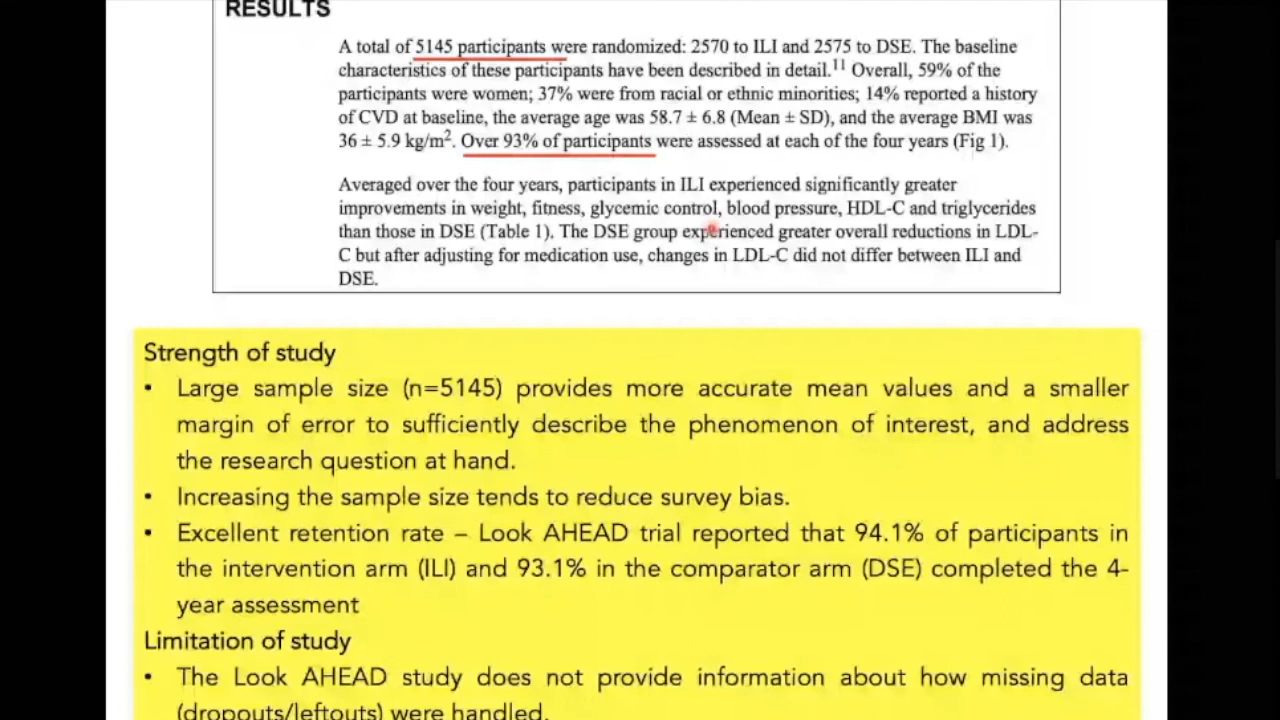 RESULTS
A total of 5145 participants were randomized: 2570 to ILI and 2575 to DSE. The baseline
characteristics of these participants have been described in detail.11 Overall, 59% of the
participants were women; 37% were from racial or ethnic minorities; 14% reported a history
of CVD at baseline, the average age was 58.7 ± 6.8 (Mean ± SD), and the average BMI was
36 ± 5.9 kg/m2. Over 93% of participants were assessed at each of the four years (Fig 1).
Averaged over the four years, participants in ILI experienced significantly greater
improvements in weight, fitness, glycemic control, blood pressure, HDL-C and triglycerides
than those in DSE (Table 1). The DSE group experienced greater overall reductions in LDL-
C but after adjusting for medication use, changes in LDL-C did not differ between ILI and
DSE.
Strength of study
• Large sample size (n=5145) provides more accurate mean values and a smaller
margin of error to sufficiently describe the phenomenon of interest, and address
the research question at hand.
• Increasing the sample size tends to reduce survey bias.
• Excellent retention rate – Look AHEAD trial reported that 94.1% of participants in
the intervention arm (ILI) and 93.1% in the comparator arm (DSE) completed the 4-
year assessment
Limitation of study
• The Look AHEAD study does not provide information about how missing data
(dropouts/leftouts) were handled.